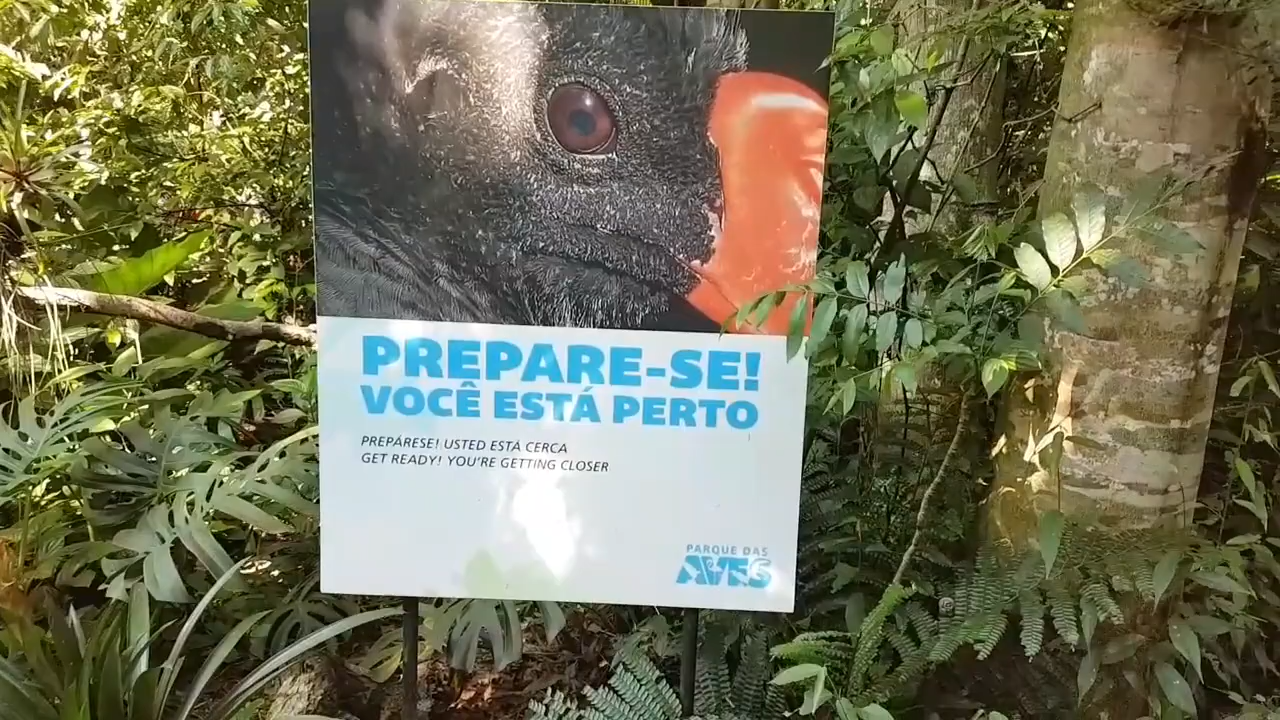 PREPARE-SE!
VOCÊ ESTÁ PERTO
PREPÁRESE! USTED ESTÁ CERCA
GET READY! YOU'RE GETTING CLOSER
PARQUE DAS
AVES